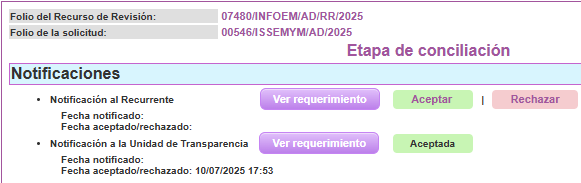 Folio del Recurso de Revisión: 07480/INFOEM/AD/RR/2025
Folio de la solicitud: 00546/ISSEMYM/AD/2025
Etapa de conciliación
Notificaciones
• Notificación al Recurrente Ver requerimiento Aceptar | Rechazar
Fecha notificado:
Fecha aceptado/rechazado:
• Notificación a la Unidad de Transparencia Ver requerimiento Aceptada
Fecha notificado:
Fecha aceptado/rechazado: 10/07/2025 17:53